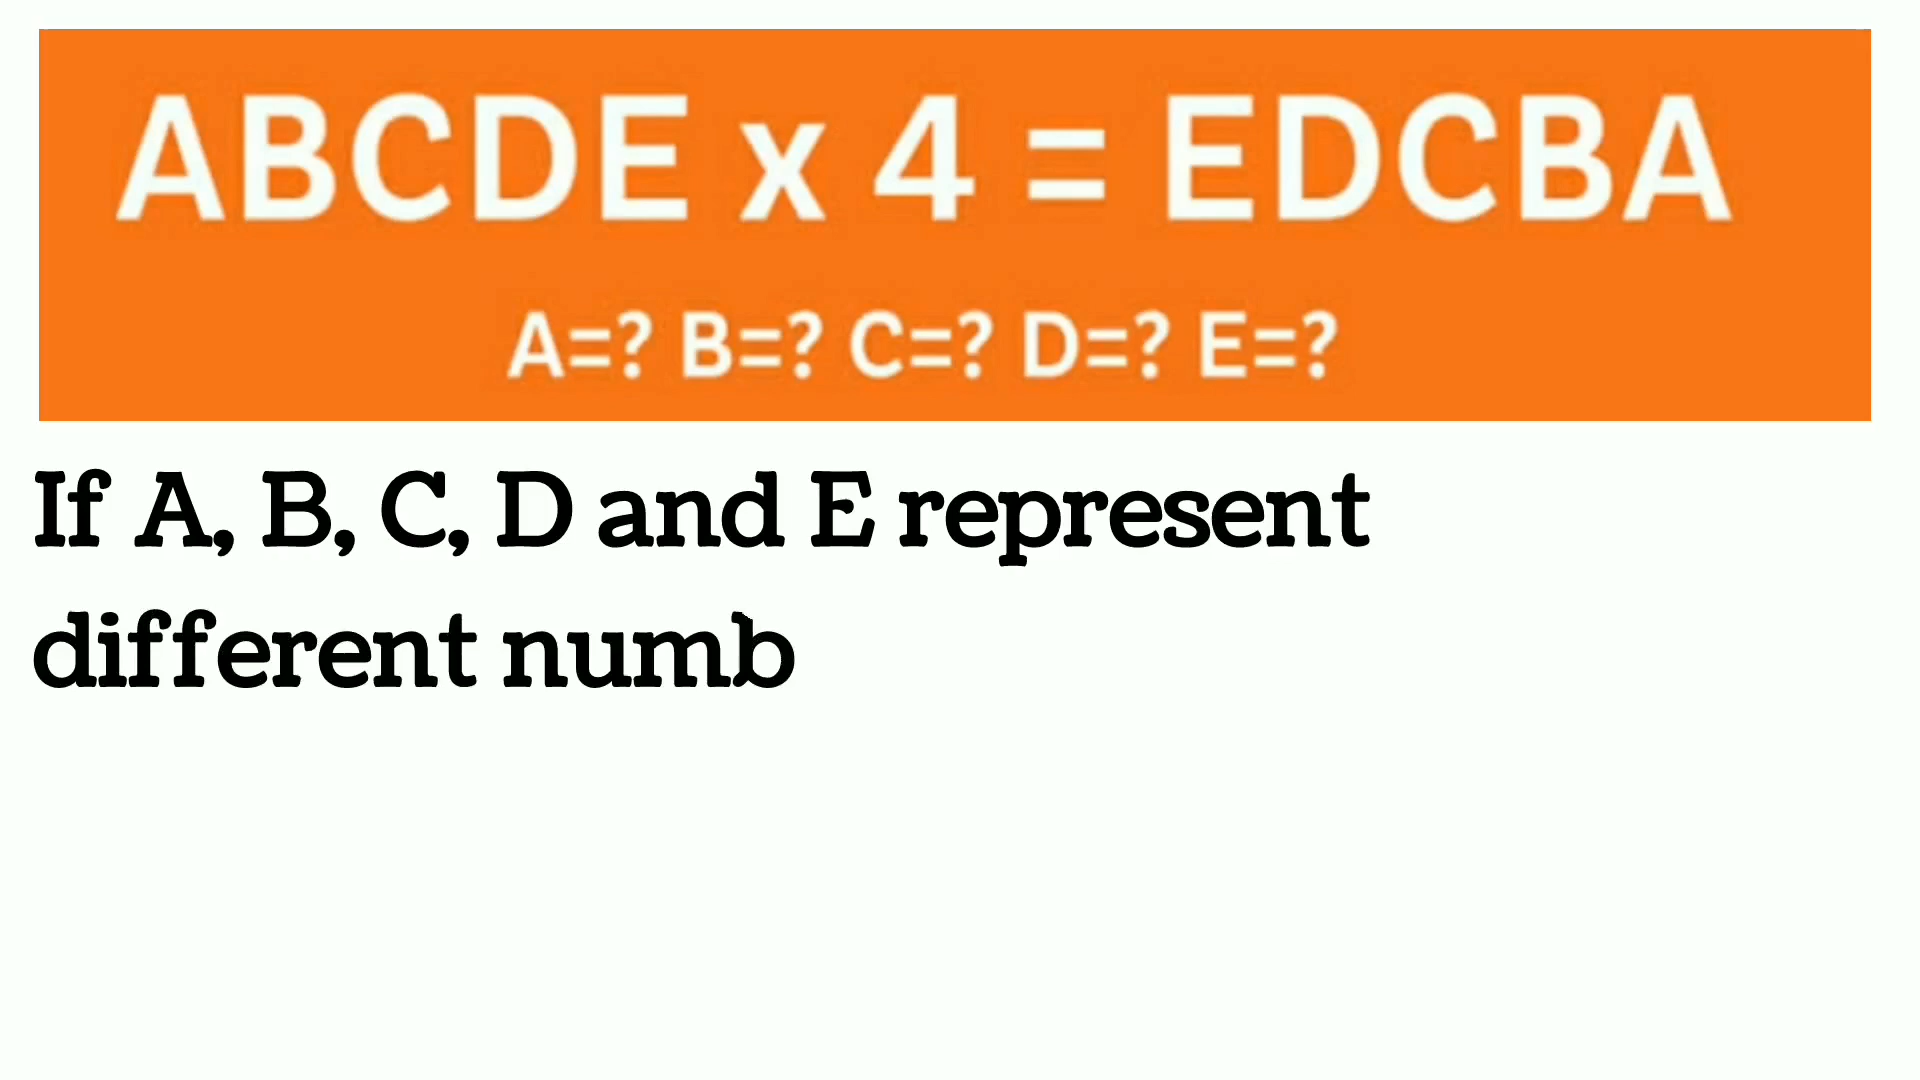 ABCDE x 4 = EDCBA
A=? B=? C=? D=? E=?
If A, B, C, D and E represent
different numb